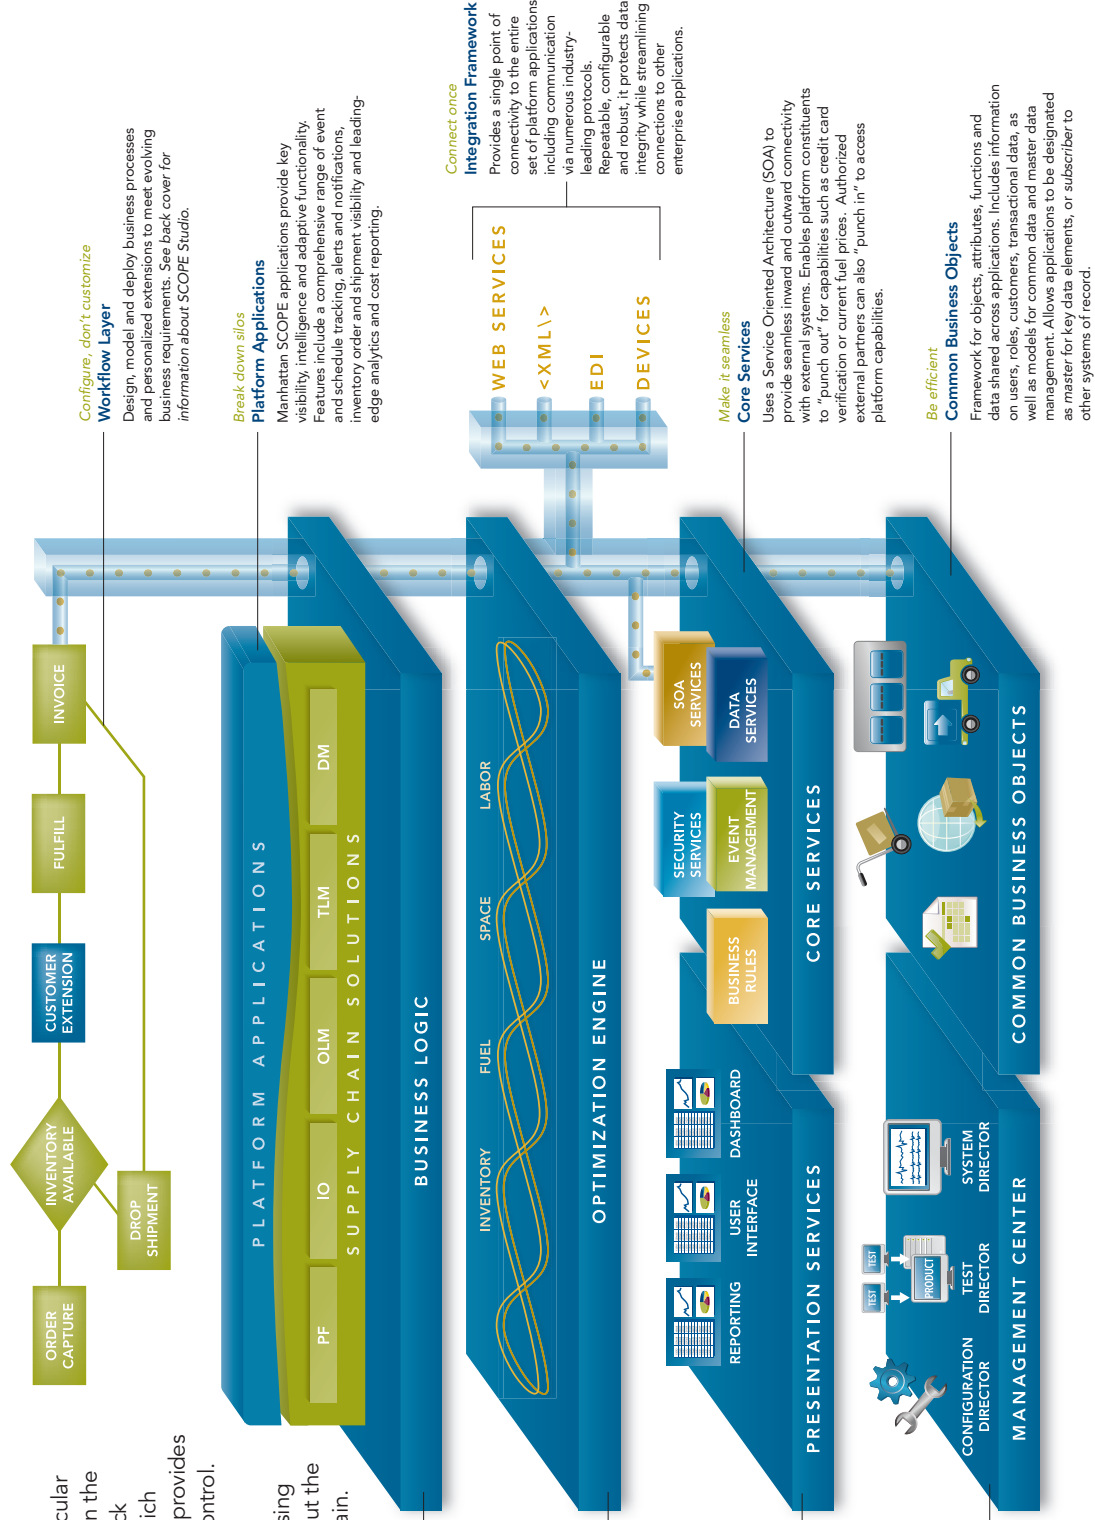 cular
n the
ck
ich
provides
ontrol.
sing
ut the
ain.
ORDER
CAPTURE
INVENTORY
AVAILABLE
DROP
SHIPMENT
CUSTOMER
EXTENSION
FULFILL
INVOICE
Configure, don't customize
Workflow Layer
Design, model and deploy business processes
and personalized extensions to meet evolving
business requirements. See back cover for
information about SCOPE Studio.
PLATFORM APPLICATIONS
PF
IO
OLM
TLM
DM
SUPPLY CHAIN SOLUTIONS
BUSINESS LOGIC
Break down silos
Platform Applications
Manhattan SCOPE applications provide key
visibility, intelligence and adaptive functionality.
Features include a comprehensive range of event
and schedule tracking, alerts and notifications,
inventory order and shipment visibility and leading-
edge analytics and cost reporting.
INVENTORY
FUEL
SPACE
LABOR
OPTIMIZATION ENGINE
WEB SERVICES
<XML\>
EDI
DEVICES
Connect once
Integration Framework
Provides a single point of
connectivity to the entire
set of platform applications
including communication
via numerous industry-
leading protocols.
Repeatable, configurable
and robust, it protects data
integrity while streamlining
connections to other
enterprise applications.
REPORTING
USER
INTERFACE
DASHBOARD
PRESENTATION SERVICES
BUSINESS
RULES
SECURITY
SERVICES
EVENT
MANAGEMENT
SOA
SERVICES
DATA
SERVICES
CORE SERVICES
Make it seamless
Core Services
Uses a Service Oriented Architecture (SOA) to
provide seamless inward and outward connectivity
with external systems. Enables platform constituents
to "punch out" for capabilities such as credit card
verification or current fuel prices. Authorized
external partners can also "punch in" to access
platform capabilities.
CONFIGURATION
DIRECTOR
TEST
TEST
PRODUCT
TEST
DIRECTOR
SYSTEM
DIRECTOR
MANAGEMENT CENTER
COMMON BUSINESS OBJECTS
Be efficient
Common Business Objects
Framework for objects, attributes, functions and
data shared across applications. Includes information
on users, roles, customers, transactional data, as
well as models for common data and master data
management. Allows applications to be designated
as master for key data elements, or subscriber to
other systems of record.